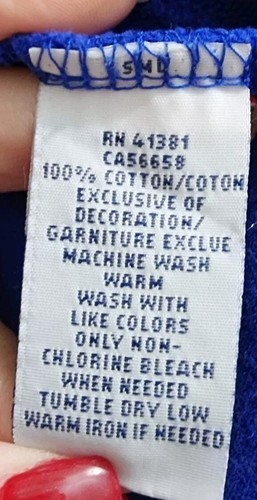 SML
RN 41381
CA56658
100% COTTON/COTON
EXCLUSIVE OF
DECORATION/
GARNITURE EXCLUE
MACHINE WASH
WARM
WASH WITH
LIKE COLORS
ONLY NON-
CHLORINE BLEACH
WHEN NEEDED
TUMBLE DRY LOW
WARM IRON IF NEEDED